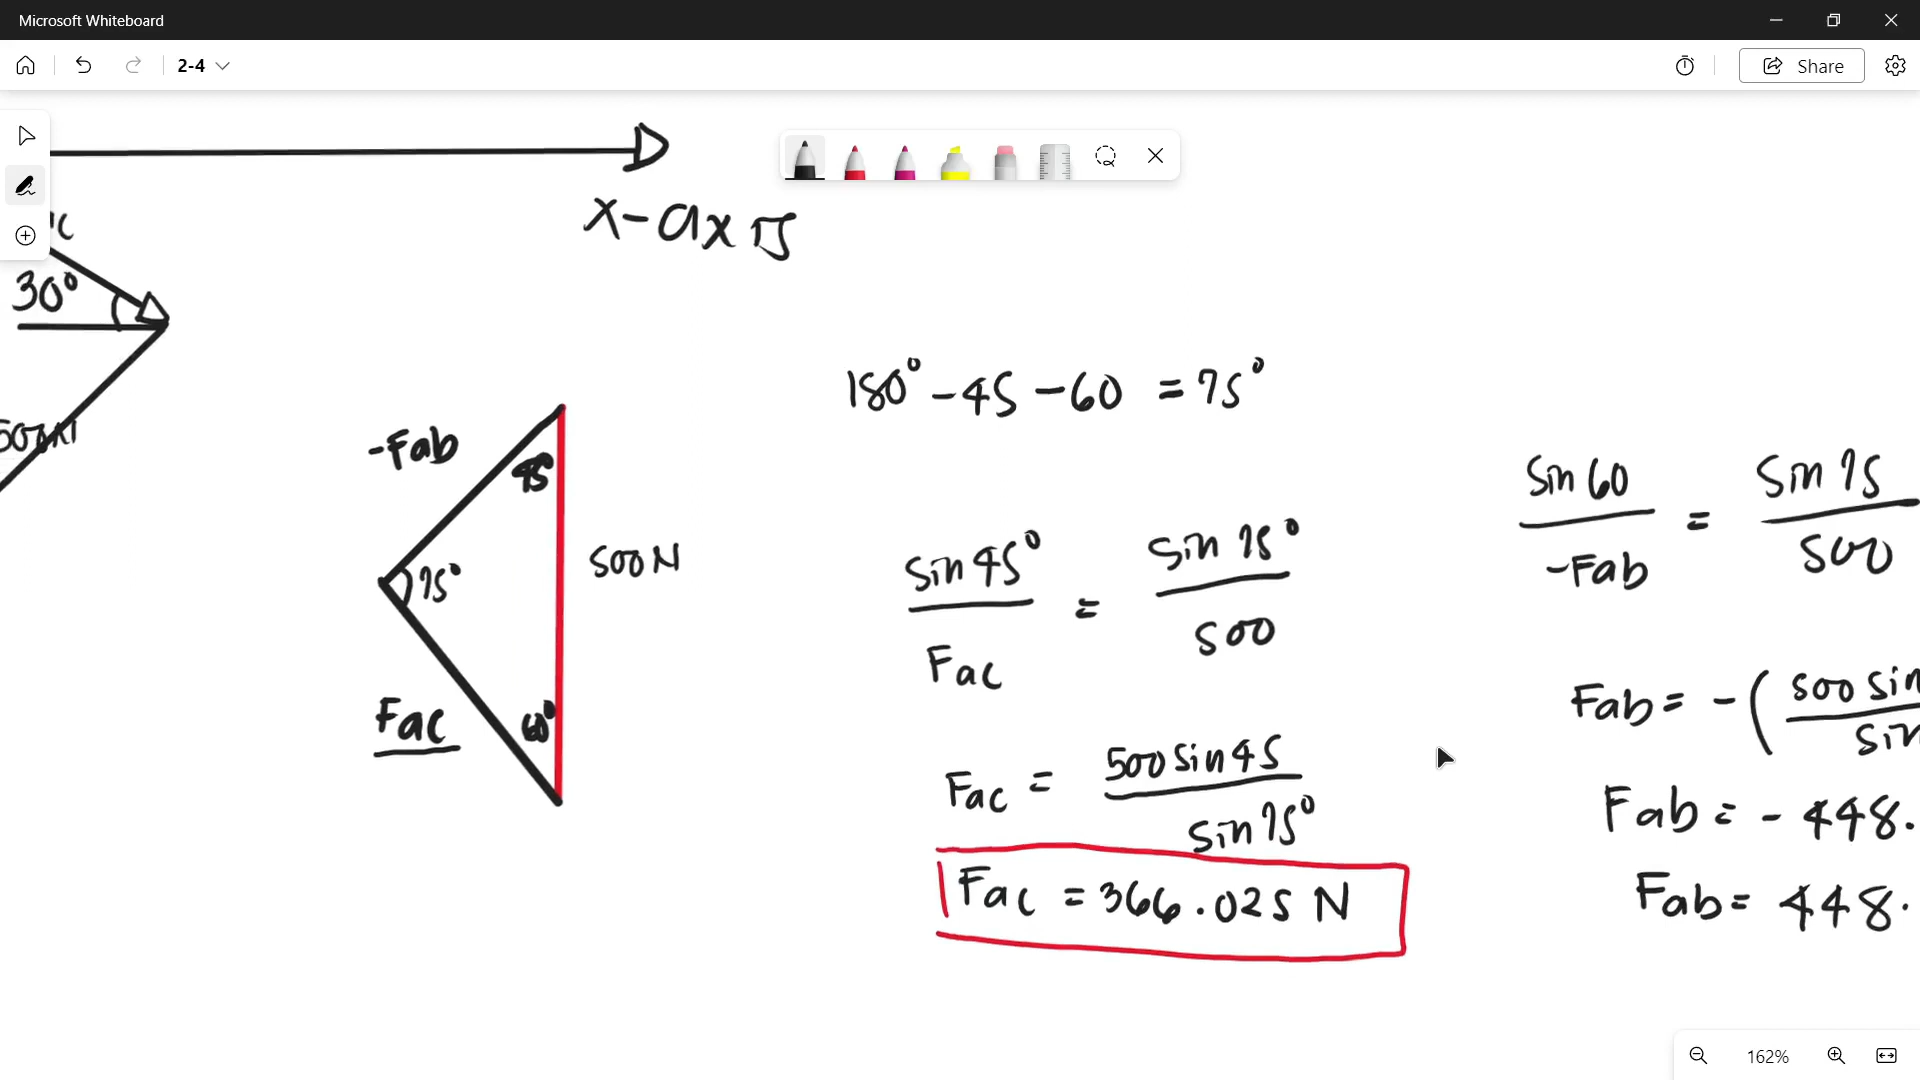 Microsoft Whiteboard
2-4
Share
x-axis
30°
180° - 45 - 60 = 75°
-Fab
45
500N
75°
Fac
60°
sin 45° / Fac = sin 75° / 500
Fac = 500 sin 45 / sin 75°
Fac = 366.025 N
Sin 60 / -Fab = Sin 75 / 500
Fab = - ( 500 sin / sin
Fab = - 448.
Fab = 448.
162%